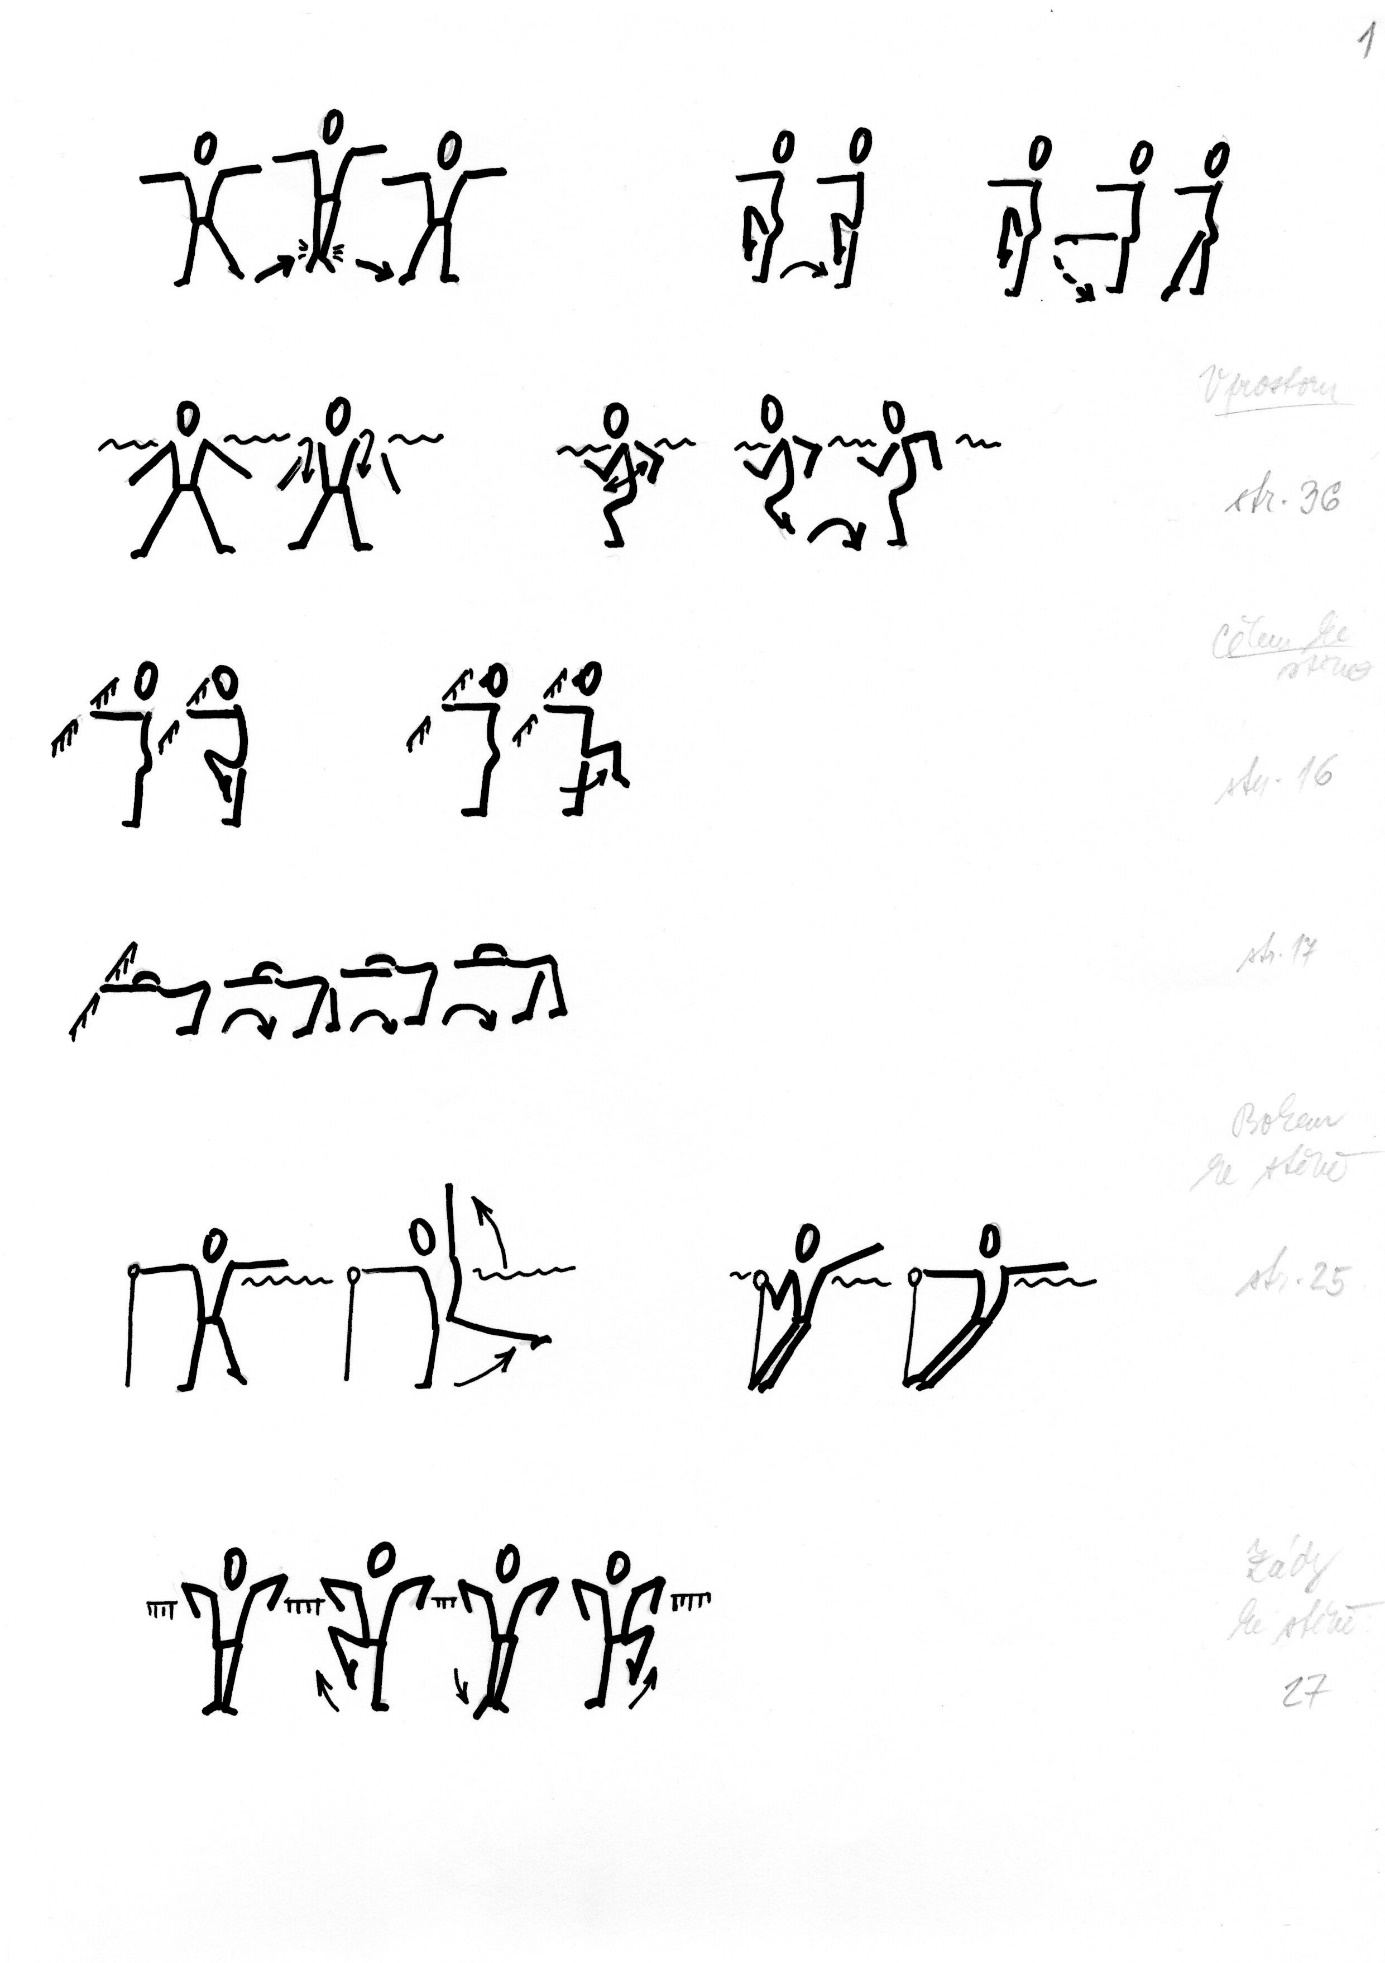 1
V prostoru
str. 36
Čelem ke
stěně
str. 16
str. 17
Bokem
ke stěně
str. 25
Zády
ke stěně
27